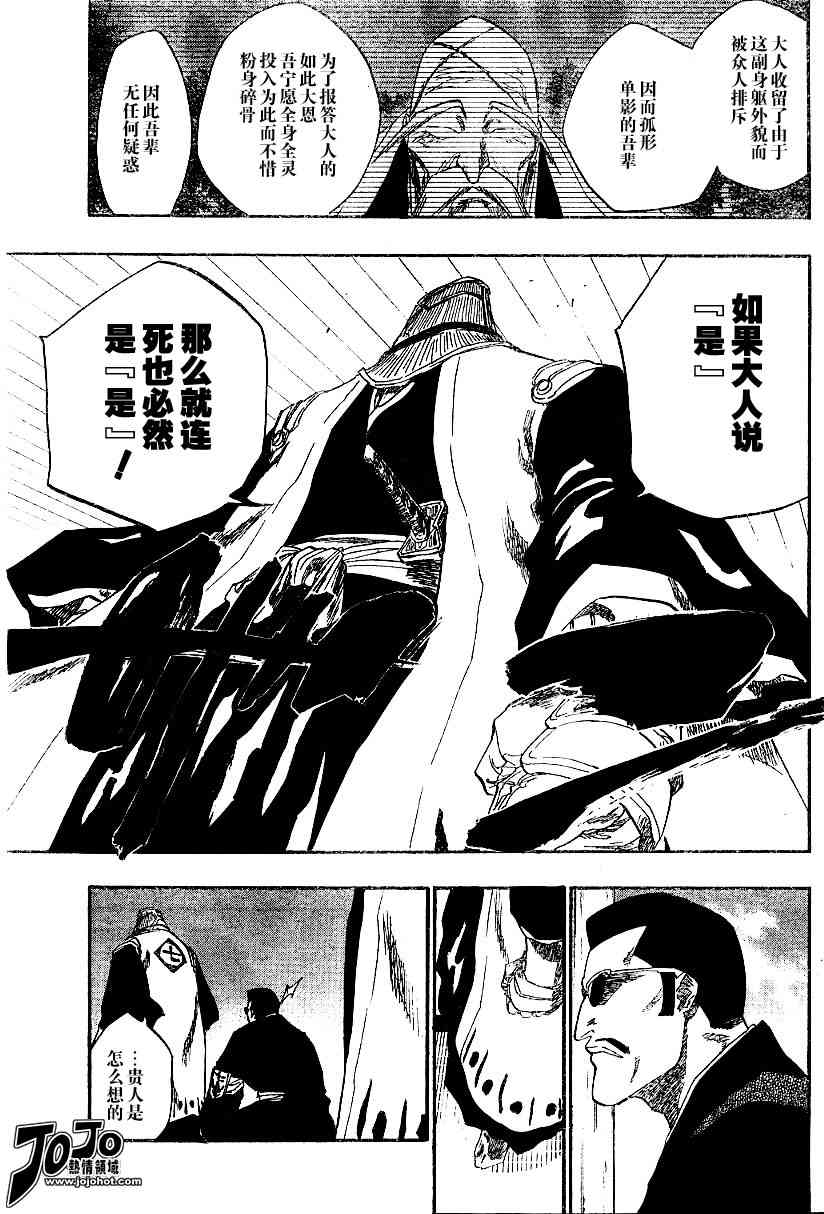 大人收留了由于
这副身躯外貌而
被众人排斥
因而孤形
单影的吾辈
为了报答大人的
如此大恩
吾宁愿全身全灵
投入为此而不惜
粉身碎骨
因此吾辈
无任何疑惑
如果大人说
『是』
那么就连
死也必然
是『是』！
七
…贵人是
怎么想的
JOJO
熱情領域
www.jojohot.com